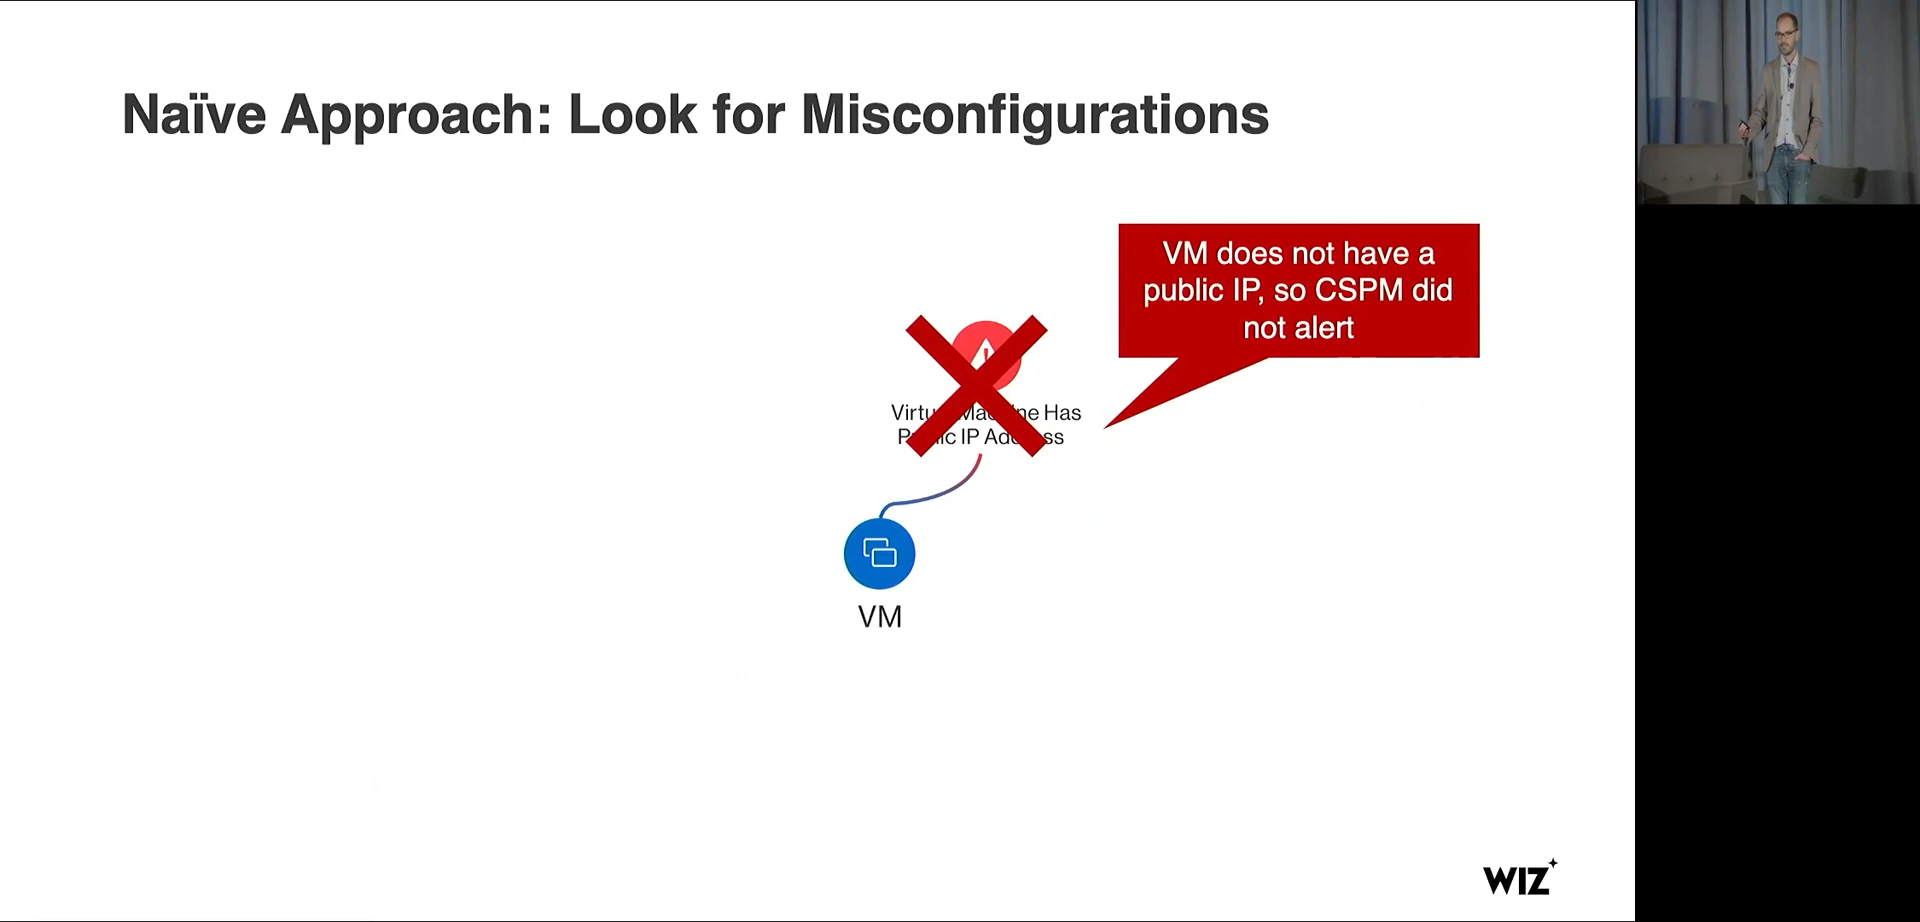 Naïve Approach: Look for Misconfigurations
VM does not have a
public IP, so CSPM did
not alert
Virtual Machine Has
Public IP Address
VM
WIZ